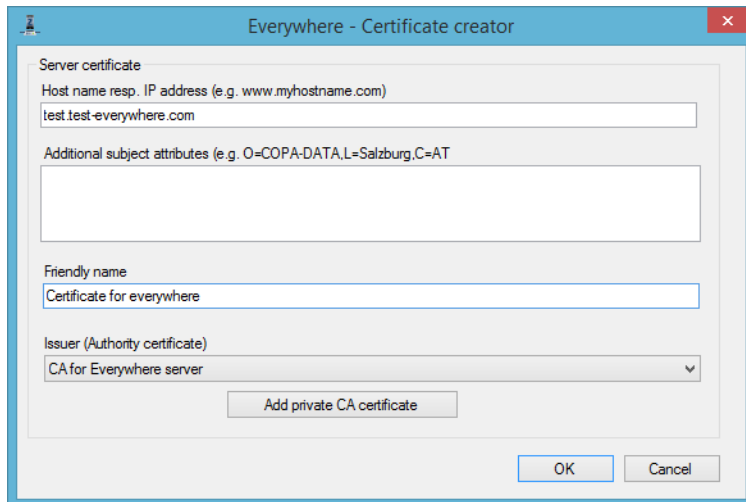 Everywhere - Certificate creator
Server certificate
Host name resp. IP address (e.g. www.myhostname.com)
test.test-everywhere.com
Additional subject attributes (e.g. O=COPA-DATA,L=Salzburg,C=AT
Friendly name
Certificate for everywhere
Issuer (Authority certificate)
CA for Everywhere server
Add private CA certificate
OK Cancel